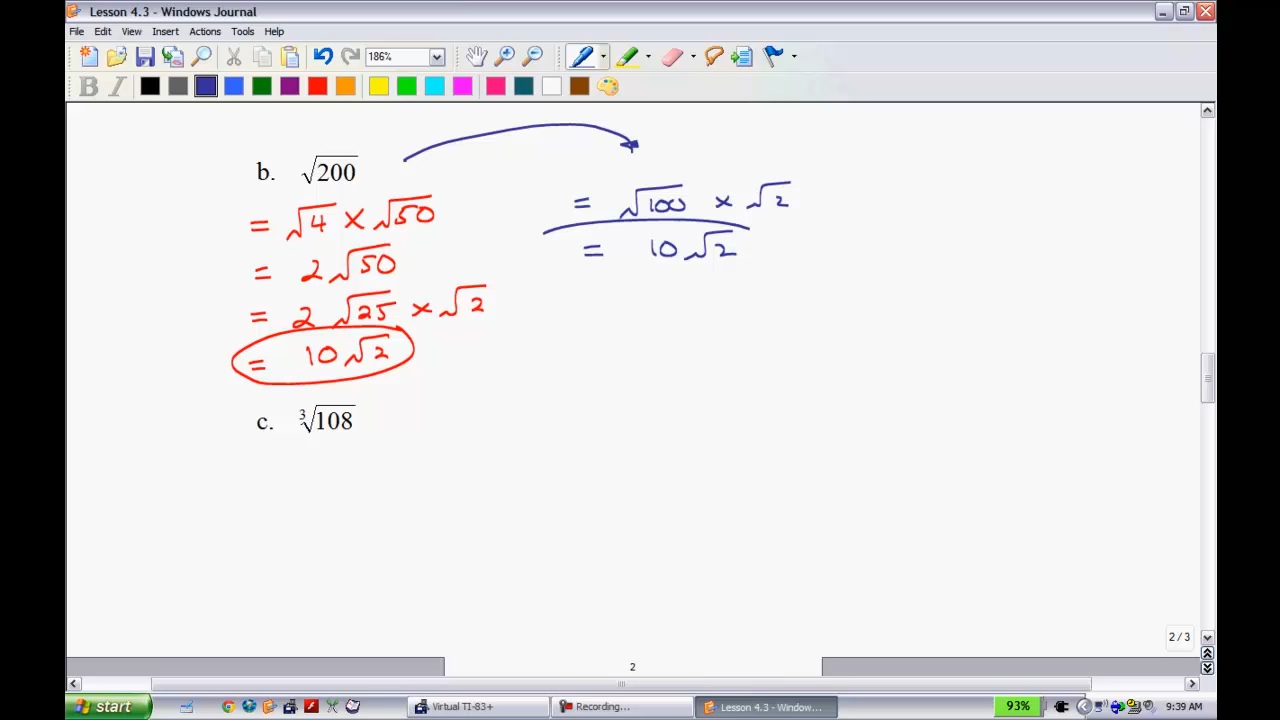 Lesson 4.3 - Windows Journal
File Edit View Insert Actions Tools Help
186%
B I
b. √200
= √4 × √50
= 2 √50
= 2 √25 × √2
= 10 √2
= √100 × √2
= 10 √2
c. ³√108
2 / 3
2
start
Virtual TI-83+
Recording...
Lesson 4.3 - Window...
93%
9:39 AM